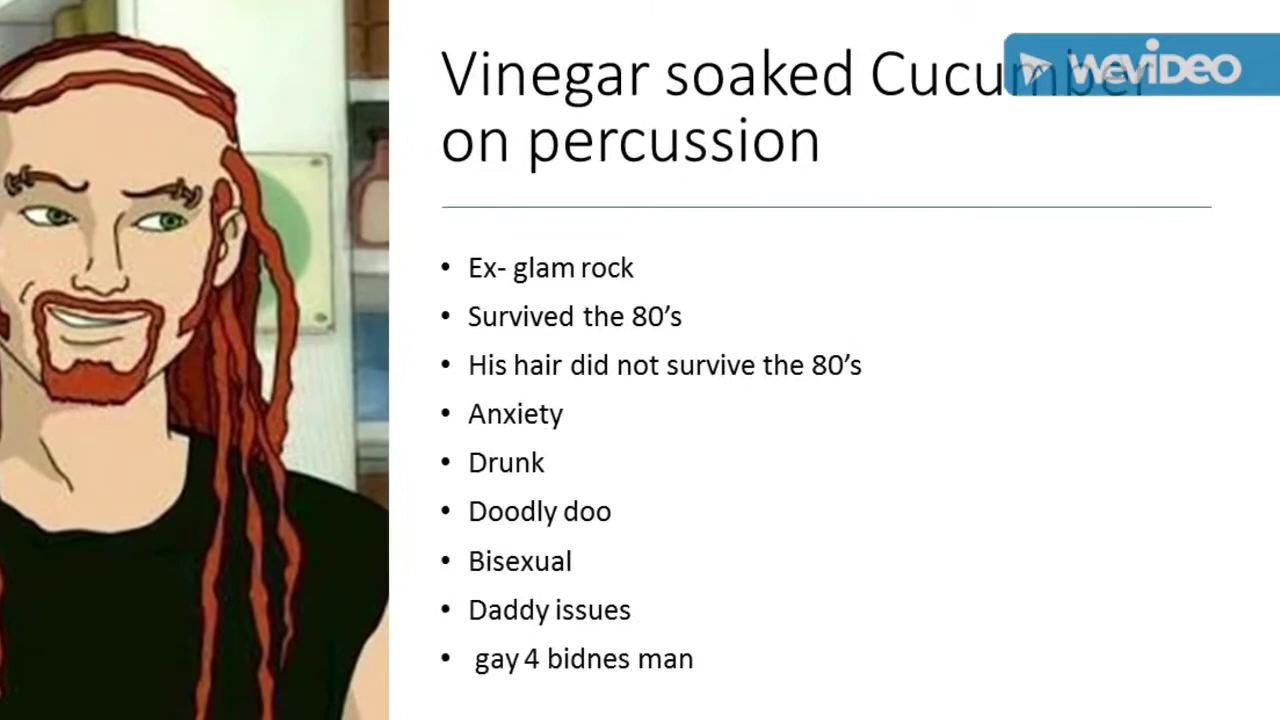 Vinegar soaked Cucumber
on percussion
WeVideo
• Ex- glam rock
• Survived the 80's
• His hair did not survive the 80's
• Anxiety
• Drunk
• Doodly doo
• Bisexual
• Daddy issues
• gay 4 bidnes man